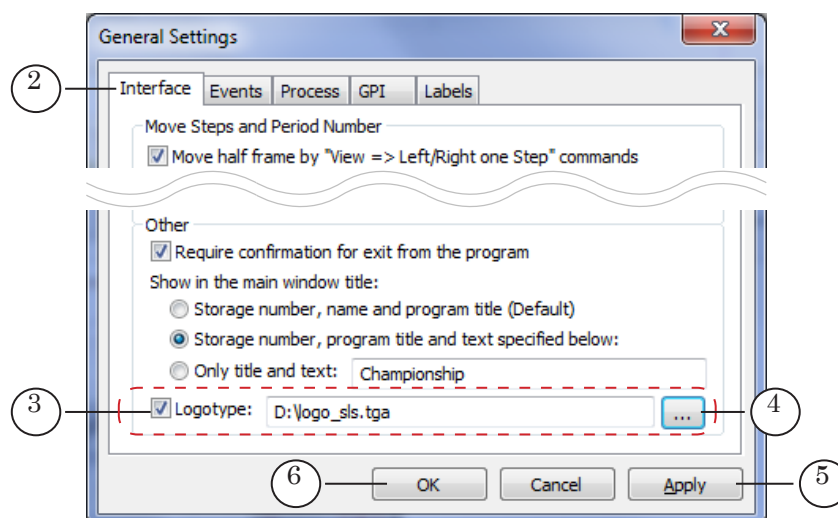 General Settings
X
2
Interface Events Process GPI Labels
Move Steps and Period Number
Move half frame by "View => Left/Right one Step" commands
Other
Require confirmation for exit from the program
Show in the main window title:
Storage number, name and program title (Default)
Storage number, program title and text specified below:
Only title and text: Championship
3 Logotype: D:\logo_sls.tga ... 4
6 OK Cancel Apply 5